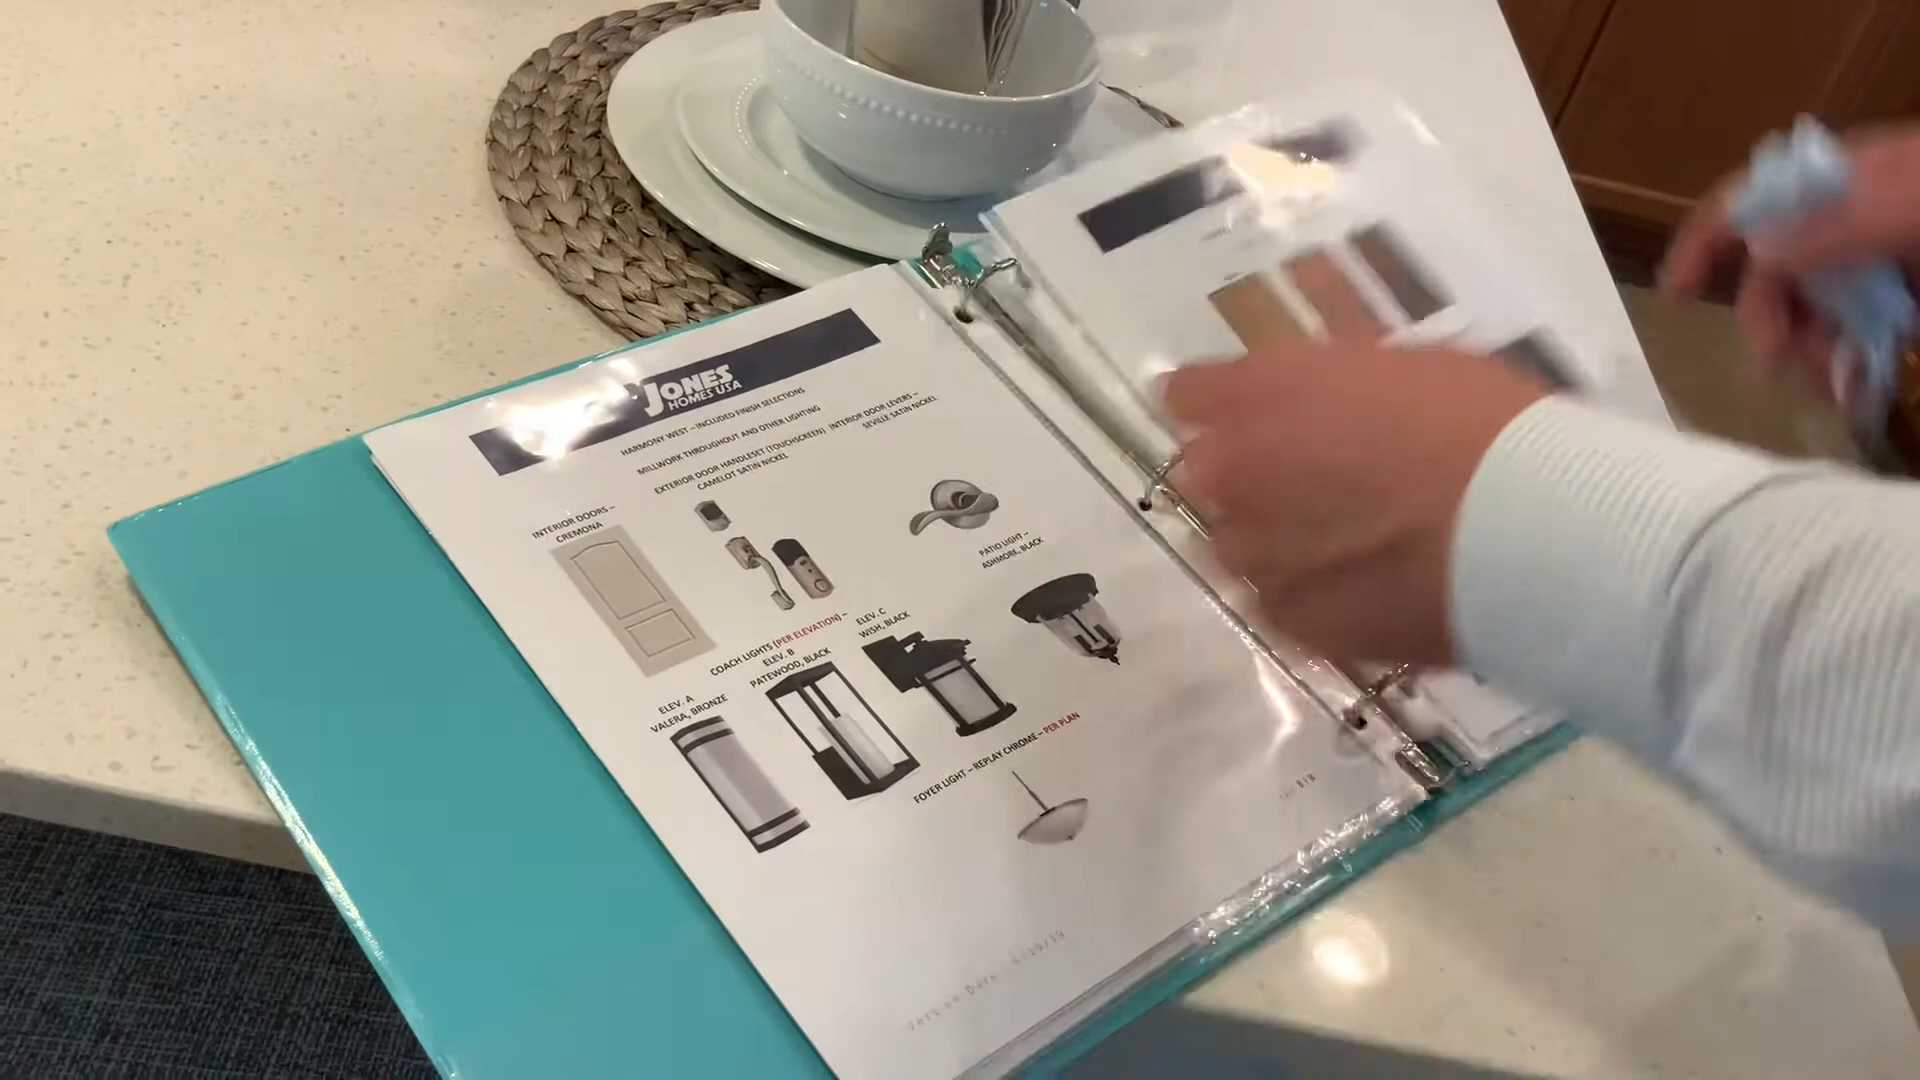 JONES
HOMES USA
HARMONY WEST – INCLUDED FINISH SELECTIONS
MILLWORK THROUGHOUT AND OTHER LIGHTING
EXTERIOR DOOR HANDLESET (TOUCHSCREEN)
CAMELOT SATIN NICKEL
INTERIOR DOOR LEVERS –
SEVILLE SATIN NICKEL
INTERIOR DOORS –
CREMONA
PATIO LIGHT –
ASHMORE, BLACK
COACH LIGHTS (PER ELEVATION) –
ELEV. A
VALERA, BRONZE
ELEV. B
PATEWOOD, BLACK
ELEV. C
WISH, BLACK
FOYER LIGHT – REPLAY CHROME – PER PLAN